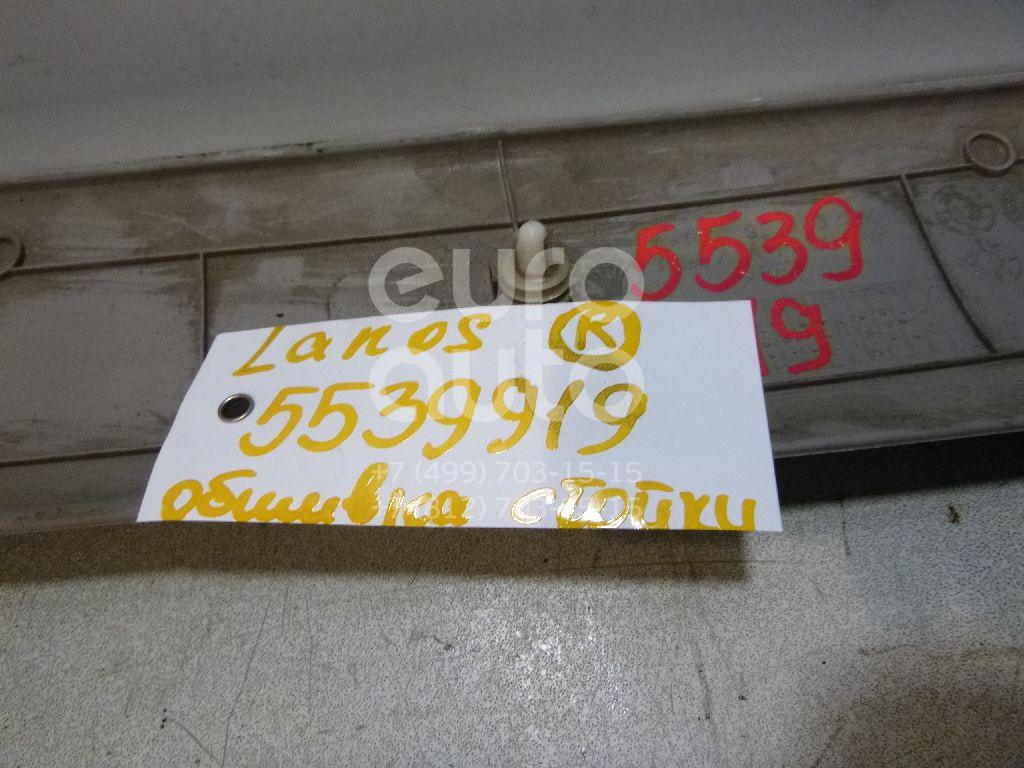 euro
auto
5539
19
Lanos K
5539919
+7 (499) 703-15-15
обшивка стойки